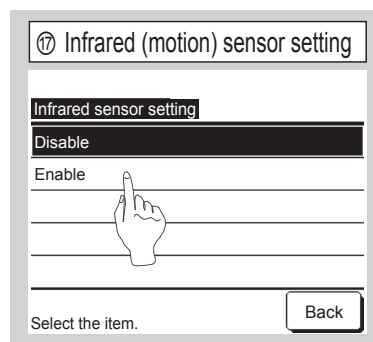 ⑰ Infrared (motion) sensor setting
Infrared sensor setting
Disable
Enable
Select the item.
Back